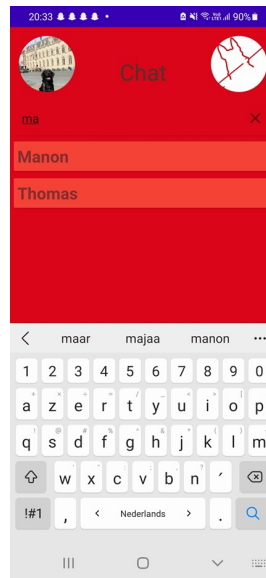 20:33 90%
Chat
ma
Manon
Thomas
maar majaa manon
1 2 3 4 5 6 7 8 9 0
a z e r t y u i o p
q s d f g h j k l m
w x c v b n ´
!#1 , Nederlands .